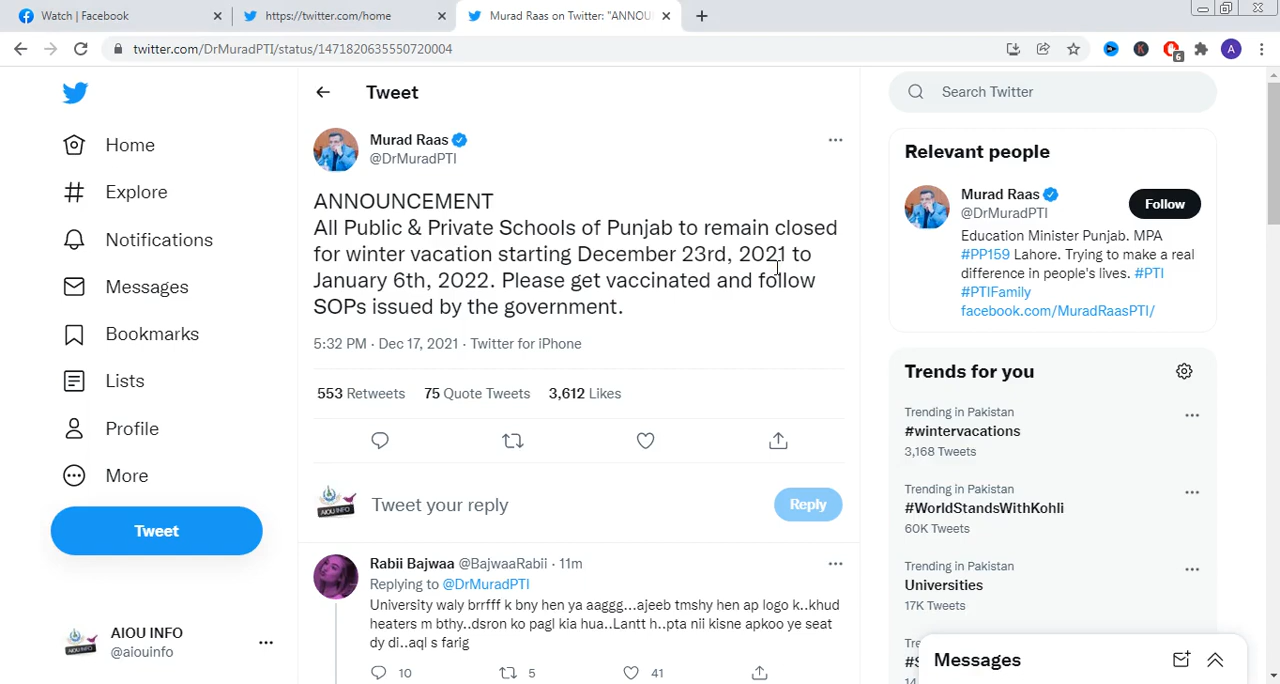 Watch | Facebook
https://twitter.com/home
Murad Raas on Twitter: "ANNOU
twitter.com/DrMuradPTI/status/1471820635550720004
K
6
A
Tweet
Search Twitter
Home
Explore
Notifications
Messages
Bookmarks
Lists
Profile
More
Tweet
AIOU INFO
@aiouinfo
Murad Raas
@DrMuradPTI
ANNOUNCEMENT
All Public & Private Schools of Punjab to remain closed
for winter vacation starting December 23rd, 2021 to
January 6th, 2022. Please get vaccinated and follow
SOPs issued by the government.
5:32 PM · Dec 17, 2021 · Twitter for iPhone
553 Retweets 75 Quote Tweets 3,612 Likes
AIOU INFO
Tweet your reply
Reply
Rabii Bajwaa @BajwaaRabii · 11m
Replying to @DrMuradPTI
University waly brrfff k bny hen ya aaggg...ajeeb tmshy hen ap logo k..khud
heaters m bthy..dsron ko pagl kia hua..Lantt h..pta nii kisne apkoo ye seat
dy di..aql s farig
10 5 41
Relevant people
Murad Raas
@DrMuradPTI
Follow
Education Minister Punjab. MPA
#PP159 Lahore. Trying to make a real
difference in people's lives. #PTI
#PTIFamily
facebook.com/MuradRaasPTI/
Trends for you
Trending in Pakistan
#wintervacations
3,168 Tweets
Trending in Pakistan
#WorldStandsWithKohli
60K Tweets
Trending in Pakistan
Universities
17K Tweets
Messages